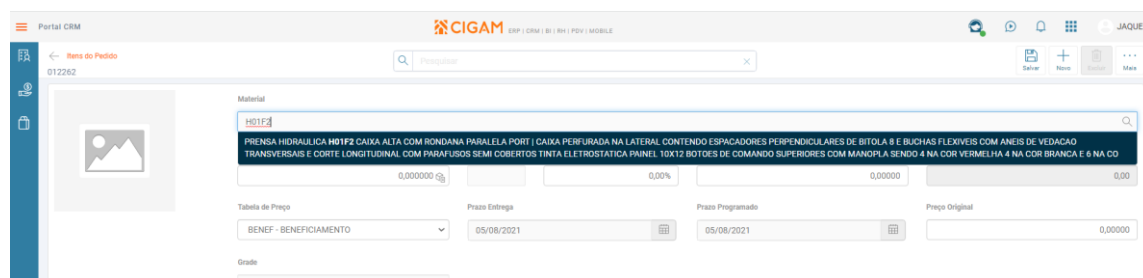 Portal CRM
CIGAM ERP | CRM | BI | RH | PDV | MOBILE
JAQUE
Itens do Pedido
Pesquisar
012262
Salvar
Novo
Excluir
Mais
Material
H01F2
PRENSA HIDRAULICA H01F2 CAIXA ALTA COM RONDANA PARALELA PORT | CAIXA PERFURADA NA LATERAL CONTENDO ESPACADORES PERPENDICULARES DE BITOLA 8 E BUCHAS FLEXIVEIS COM ANEIS DE VEDACAO
TRANSVERSAIS E CORTE LONGITUDINAL COM PARAFUSOS SEMI COBERTOS TINTA ELETROSTATICA PAINEL 10X12 BOTOES DE COMANDO SUPERIORES COM MANOPLA SENDO 4 NA COR VERMELHA 4 NA COR BRANCA E 6 NA CO
0,000000
0,00%
0,00000
0,00
Tabela de Preço
Prazo Entrega
Prazo Programado
Preço Original
BENEF - BENEFICIAMENTO
05/08/2021
05/08/2021
0,00000
Grade